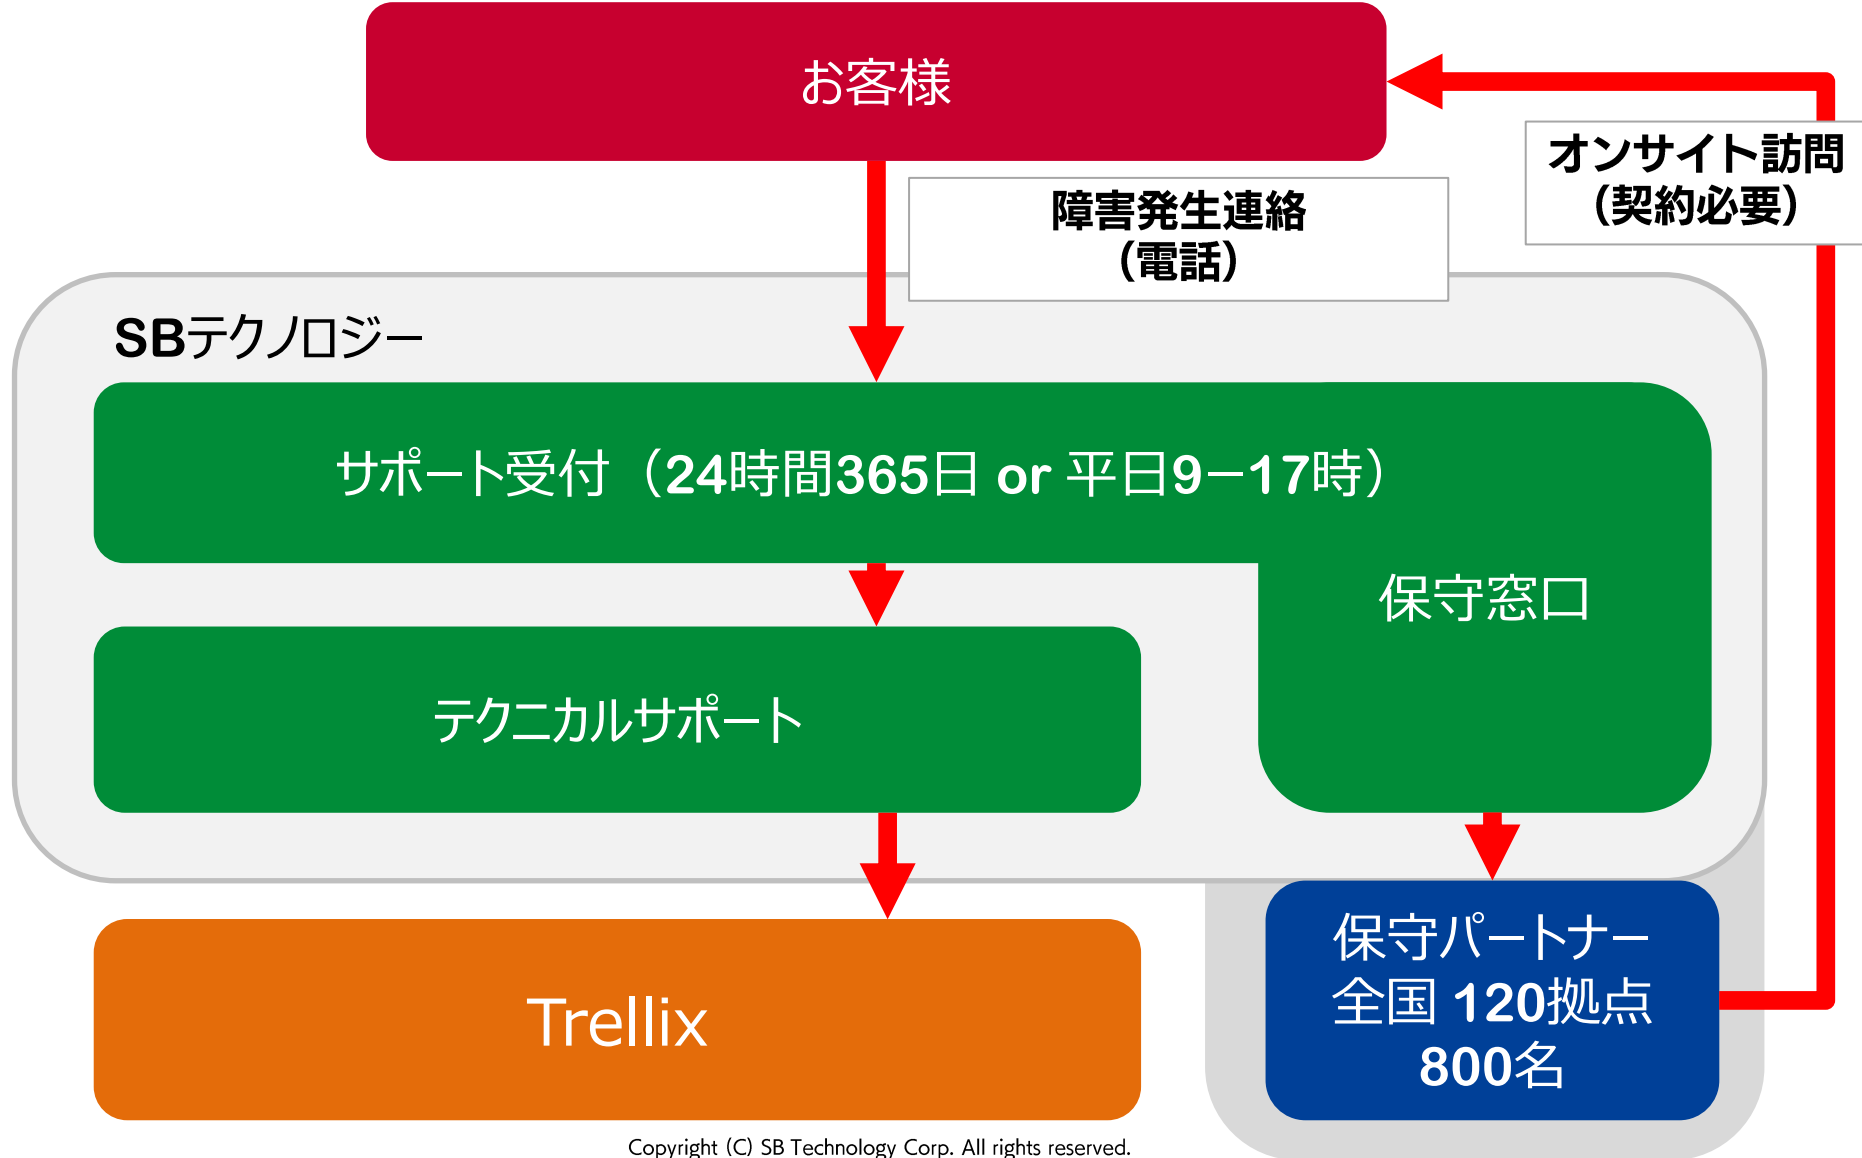 お客様
オンサイト訪問
（契約必要）
障害発生連絡
（電話）
SBテクノロジー
サポート受付（24時間365日 or 平日9－17時）
保守窓口
テクニカルサポート
Trellix
保守パートナー
全国 120拠点
800名
Copyright (C) SB Technology Corp. All rights reserved.